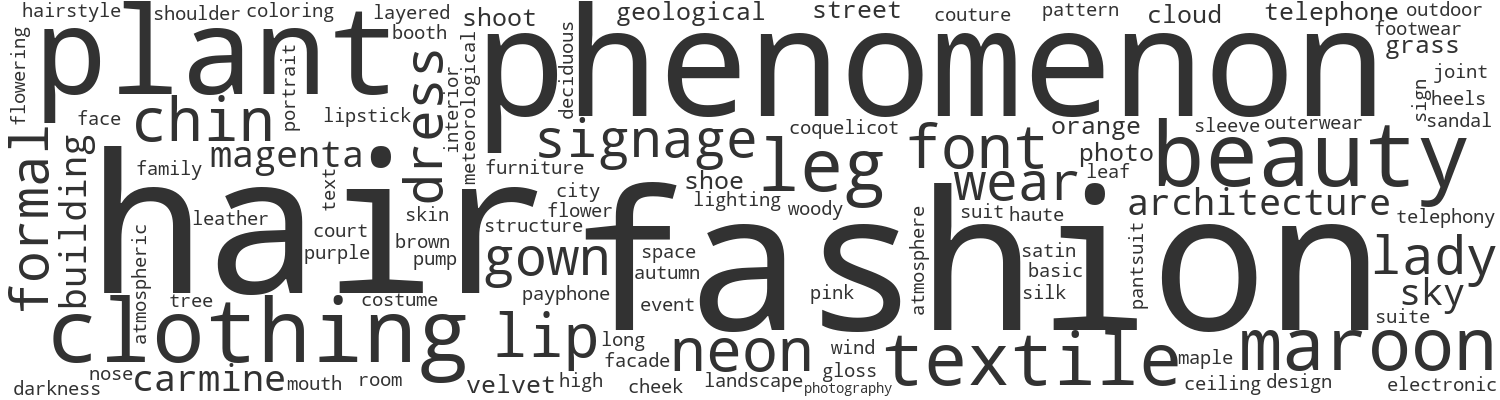 hairstyle
shoulder
coloring
layered
booth
shoot
geological
street
couture
pattern
cloud
telephone
outdoor
footwear
grass
plant
phenomenon
flowering
portrait
dress
interior
meteorological
deciduous
joint
sign
heels
sandal
face
chin
lipstick
signage
coquelicot
font
orange
sleeve
outerwear
beauty
formal
building
family
magenta
text
furniture
leg
wear
photo
leaf
hair
leather
skin
city
flower
structure
shoe
lighting
woody
suit
haute
architecture
telephony
atmospheric
court
purple
brown
pump
gown
fashion
space
autumn
atmosphere
satin
basic
silk
pantsuit
lady
sky
tree
costume
payphone
event
pink
suite
clothing
lip
long
facade
neon
wind
gloss
textile
maple
maroon
darkness
nose
carmine
mouth
room
velvet
high
cheek
landscape
photography
ceiling
design
electronic